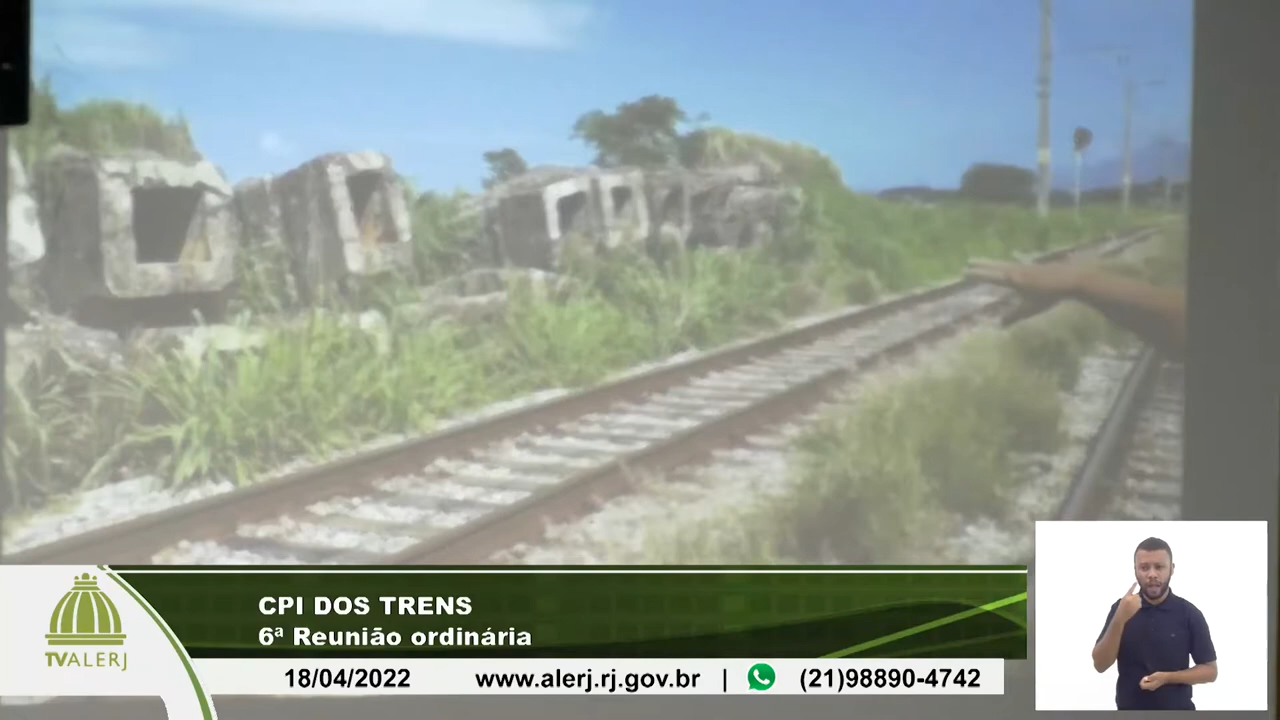 CPI DOS TRENS
6ª Reunião ordinária
TVALERJ
18/04/2022 www.alerj.rj.gov.br | (21)98890-4742